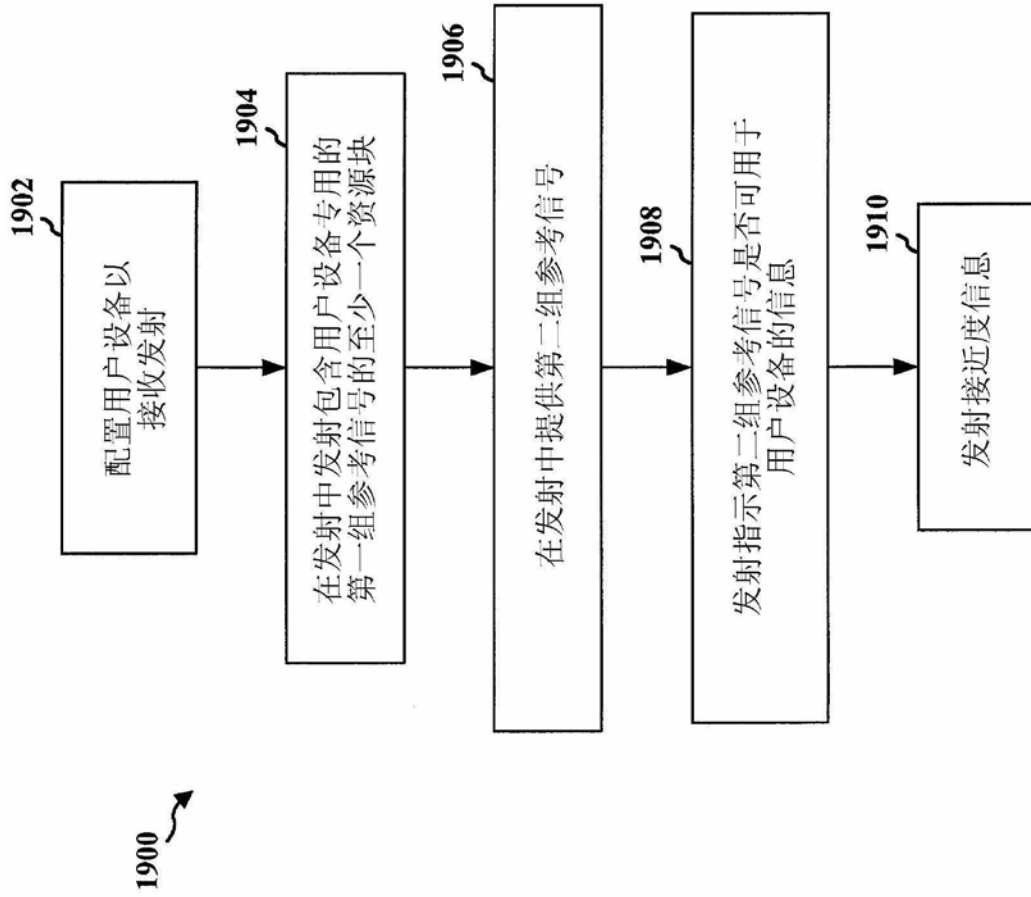 1900
1902
配置用户设备以
接收发射
1904
在发射中发射包含用户设备专用的
第一组参考信号的至少一个资源块
1906
在发射中提供第二组参考信号
1908
发射指示第二组参考信号是否可用于
用户设备的信息
1910
发射接近度信息